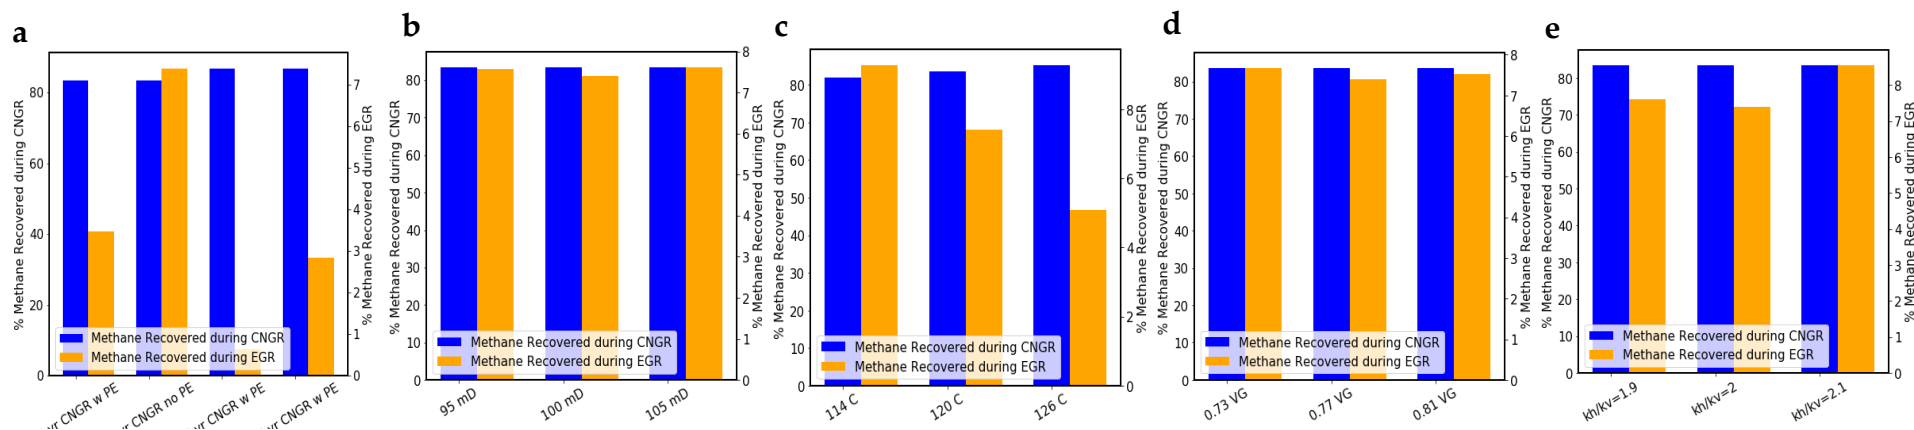 a
% Methane Recovered during CNGR
80
60
40
20
0
Methane Recovered during CNGR
Methane Recovered during EGR
7
6
5
4
3
2
1
0
% Methane Recovered during EGR
yr CNGR w PE
CNGR no PE
yr CNGR w PE
yr CNGR w PE
b
% Methane Recovered during CNGR
80
70
60
50
40
30
20
10
0
Methane Recovered during CNGR
Methane Recovered during EGR
8
7
6
5
4
3
2
1
0
% Methane Recovered during EGR
95 mD
100 mD
105 mD
c
% Methane Recovered during CNGR
80
70
60
50
40
30
20
10
0
Methane Recovered during CNGR
Methane Recovered during EGR
8
6
4
2
0
% Methane Recovered during EGR
114 C
120 C
126 C
d
% Methane Recovered during CNGR
80
70
60
50
40
30
20
10
0
Methane Recovered during CNGR
Methane Recovered during EGR
8
7
6
5
4
3
2
1
0
% Methane Recovered during EGR
0.73 VG
0.77 VG
0.81 VG
e
% Methane Recovered during CNGR
80
70
60
50
40
30
20
10
0
Methane Recovered during CNGR
Methane Recovered during EGR
8
7
6
5
4
3
2
1
0
% Methane Recovered during EGR
kh/kv=1.9
kh/kv=2
kh/kv=2.1